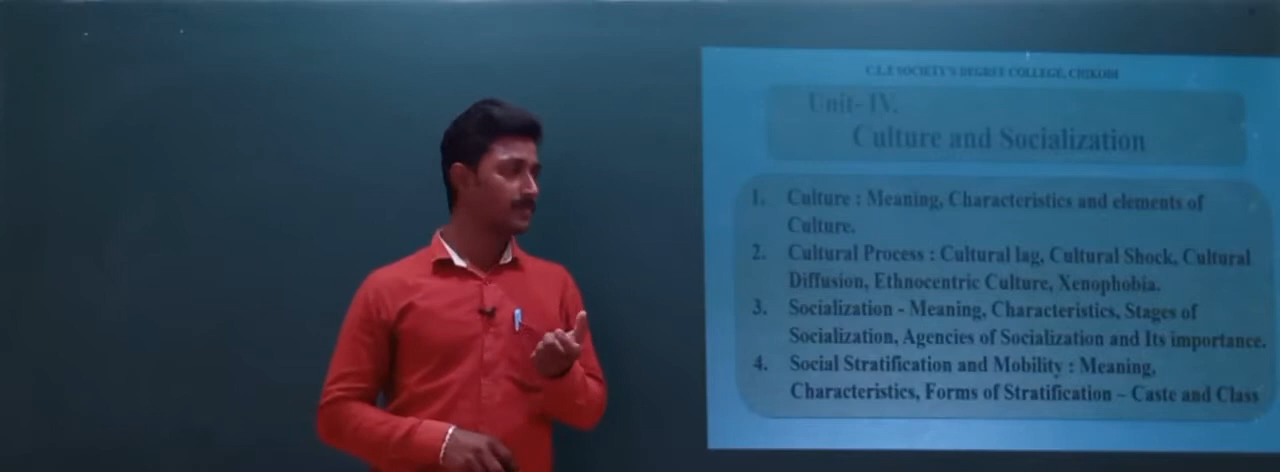 C.L.E SOCIETY'S DEGREE COLLEGE, CHIKODI
Unit- IV.
Culture and Socialization
1. Culture : Meaning, Characteristics and elements of
Culture.
2. Cultural Process : Cultural lag, Cultural Shock, Cultural
Diffusion, Ethnocentric Culture, Xenophobia.
3. Socialization - Meaning, Characteristics, Stages of
Socialization, Agencies of Socialization and Its importance.
4. Social Stratification and Mobility : Meaning,
Characteristics, Forms of Stratification – Caste and Class